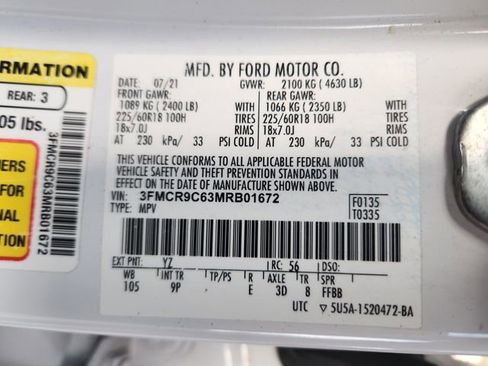 ORMATION
REAR: 3
05 lbs.
3FMCR9C63MRB01672
MFD. BY FORD MOTOR CO.
DATE: 07/21 GVWR: 2100 KG ( 4630 LB)
FRONT GAWR: REAR GAWR:
1089 KG ( 2400 LB) 1066 KG ( 2350 LB)
225/60R18 100H TIRES 225/60R18 100H TIRES
18x7.0J RIMS 18x7.0J RIMS
AT 230 kPa/ 33 PSI COLD AT 230 kPa/ 33 PSI COLD
THIS VEHICLE CONFORMS TO ALL APPLICABLE FEDERAL MOTOR
VEHICLE SAFETY AND THEFT PREVENTION STANDARDS IN
EFFECT ON THE DATE OF MANUFACTURE SHOWN ABOVE.
VIN: 3FMCR9C63MRB01672 F0135
TYPE: MPV T0335
EXT PNT: YZ RC: 56 DSO:
WB INT TR TP/PS R AXLE TR SPR
105 9P E 3D 8 FFBB
UTC 5U5A-1520472-BA
NERS
FOR
NAL
TION